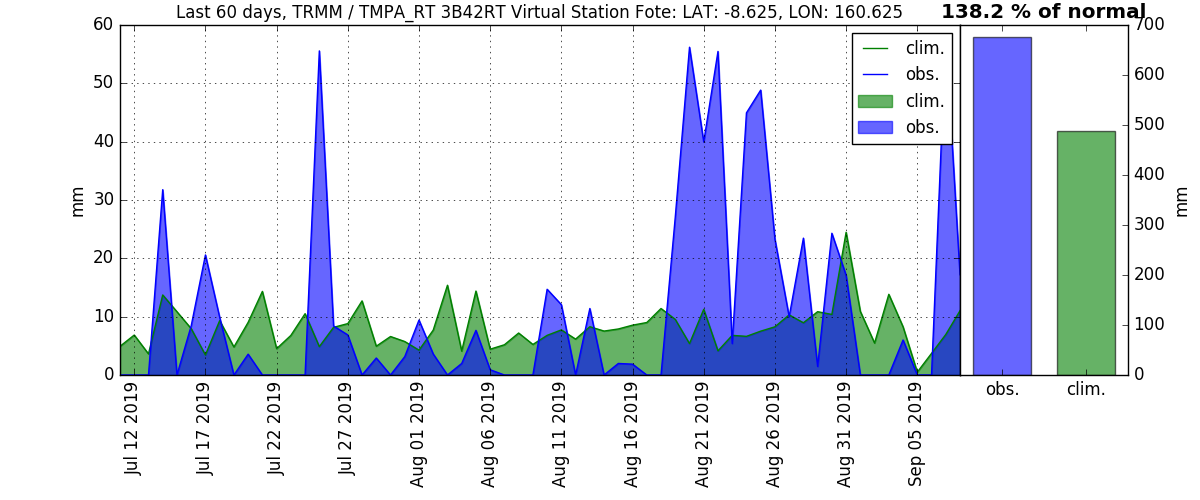 Last 60 days, TRMM / TMPA_RT 3B42RT Virtual Station Fote: LAT: -8.625, LON: 160.625
138.2 % of normal
60
50
40
30
20
10
0
mm
clim.
obs.
clim.
obs.
700
600
500
400
300
200
100
0
mm
obs.
clim.
Jul 12 2019
Jul 17 2019
Jul 22 2019
Jul 27 2019
Aug 01 2019
Aug 06 2019
Aug 11 2019
Aug 16 2019
Aug 21 2019
Aug 26 2019
Aug 31 2019
Sep 05 2019